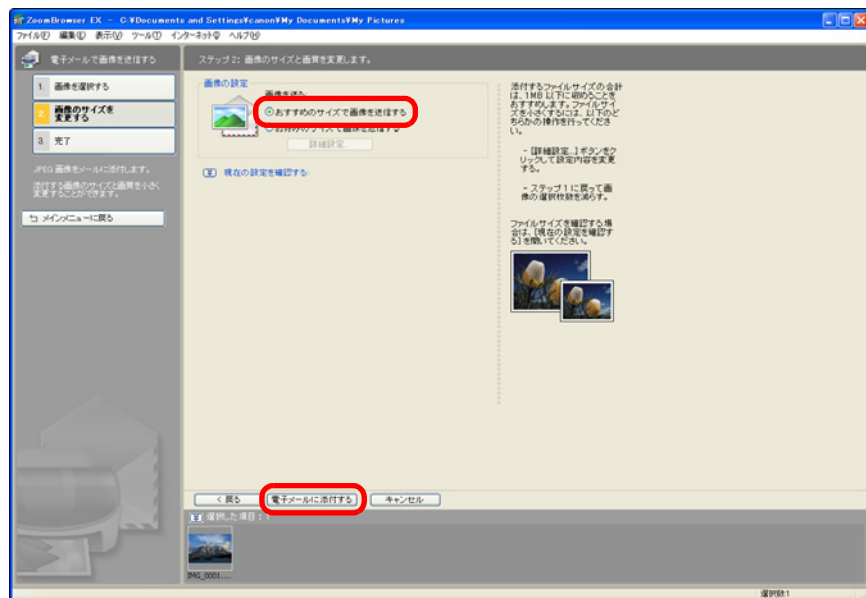 ZoomBrowser EX - C:¥Documents and Settings¥canon¥My Documents¥My Pictures
ファイル(F) 編集(E) 表示(V) ツール(T) インターネット(I) ヘルプ(H)
電子メールで画像を送信する
ステップ2: 画像のサイズと画質を変更します。
1. 画像を選択する
2. 画像のサイズを
変更する
3. 完了
JPEG 画像をメールに添付します。
添付する画像のサイズと画質を小さく
変更することができます。
メインメニューに戻る
画像の設定
画像を送る
おすすめのサイズで画像を送信する
お好みのサイズで画像を送信する
詳細設定...
現在の設定を確認する
添付するファイルサイズの合計
は、1MB 以下に収めることを
おすすめします。ファイルサイ
ズを小さくするには、以下のど
ちらかの操作を行ってくださ
い。
- [詳細設定...] ボタンをク
リックして設定内容を変更
する。
- ステップ1に戻って画
像の選択枚数を減らす。
ファイルサイズを確認する場
合は、[現在の設定を確認す
る]を開いてください。
< 戻る
電子メールに添付する
キャンセル
選択した項目: 1
IMG_0001....
選択数:1